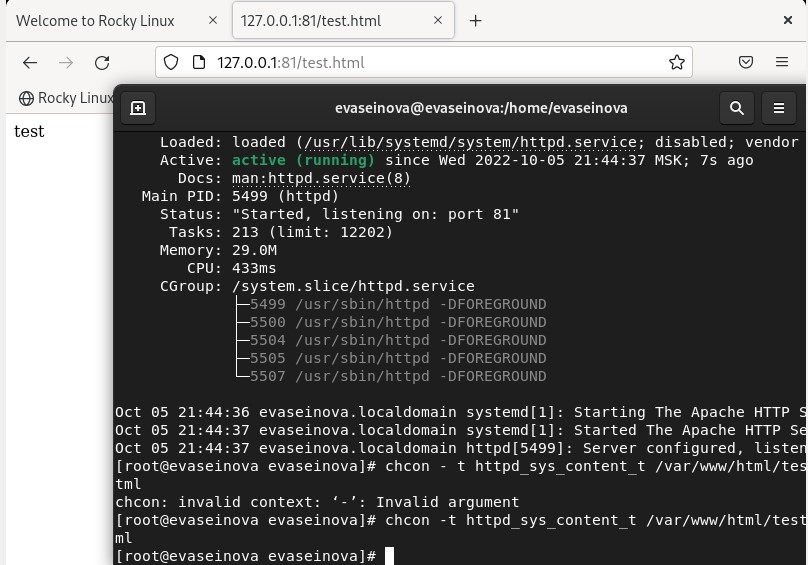 Welcome to Rocky Linux
127.0.0.1:81/test.html
127.0.0.1:81/test.html
Rocky Linux
test
evaseinova@evaseinova:/home/evaseinova
Loaded: loaded (/usr/lib/systemd/system/httpd.service; disabled; vendor
Active: active (running) since Wed 2022-10-05 21:44:37 MSK; 7s ago
Docs: man:httpd.service(8)
Main PID: 5499 (httpd)
Status: "Started, listening on: port 81"
Tasks: 213 (limit: 12202)
Memory: 29.0M
CPU: 433ms
CGroup: /system.slice/httpd.service
├─5499 /usr/sbin/httpd -DFOREGROUND
├─5500 /usr/sbin/httpd -DFOREGROUND
├─5504 /usr/sbin/httpd -DFOREGROUND
├─5505 /usr/sbin/httpd -DFOREGROUND
└─5507 /usr/sbin/httpd -DFOREGROUND
Oct 05 21:44:36 evaseinova.localdomain systemd[1]: Starting The Apache HTTP S
Oct 05 21:44:37 evaseinova.localdomain systemd[1]: Started The Apache HTTP Se
Oct 05 21:44:37 evaseinova.localdomain httpd[5499]: Server configured, listen
[root@evaseinova evaseinova]# chcon - t httpd_sys_content_t /var/www/html/tes
tml
chcon: invalid context: ‘-’: Invalid argument
[root@evaseinova evaseinova]# chcon -t httpd_sys_content_t /var/www/html/test
ml
[root@evaseinova evaseinova]#